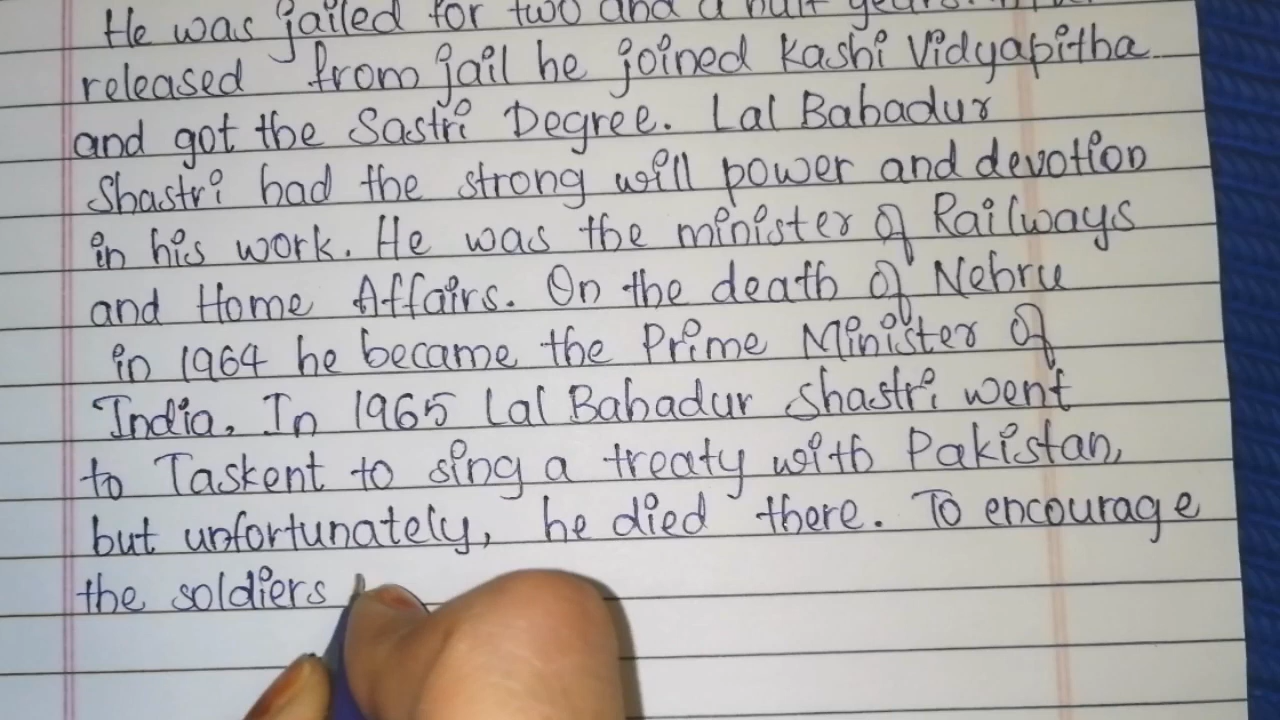 He was jailed for two and a half years.
released from jail he joined Kashi Vidyapitha
and got the Sastri Degree. Lal Bahadur
Shastri had the strong will power and devotion
in his work. He was the minister of Railways
and Home Affairs. On the death of Nehru
in 1964 he became the Prime Minister of
India. In 1965 Lal Bahadur Shastri went
to Taskent to sing a treaty with Pakistan,
but unfortunately, he died there. To encourage
the soldiers